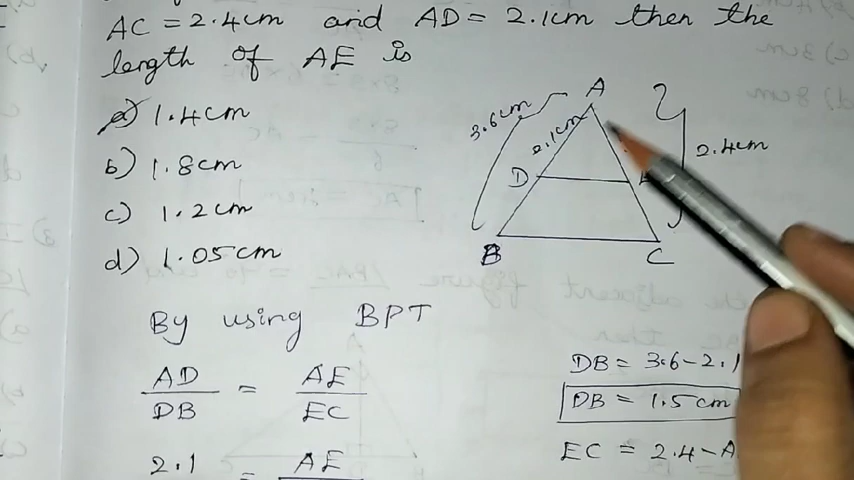 AC = 2.4cm and AD = 2.1cm then the
length of AE is
a) 1.4cm
b) 1.8cm
c) 1.2cm
d) 1.05cm
A
3.6cm
2.1cm
2.4cm
D
B
C
By using BPT
AD / DB = AE / EC
2.1 = AE
DB = 3.6 - 2.1
DB = 1.5cm
EC = 2.4 - A